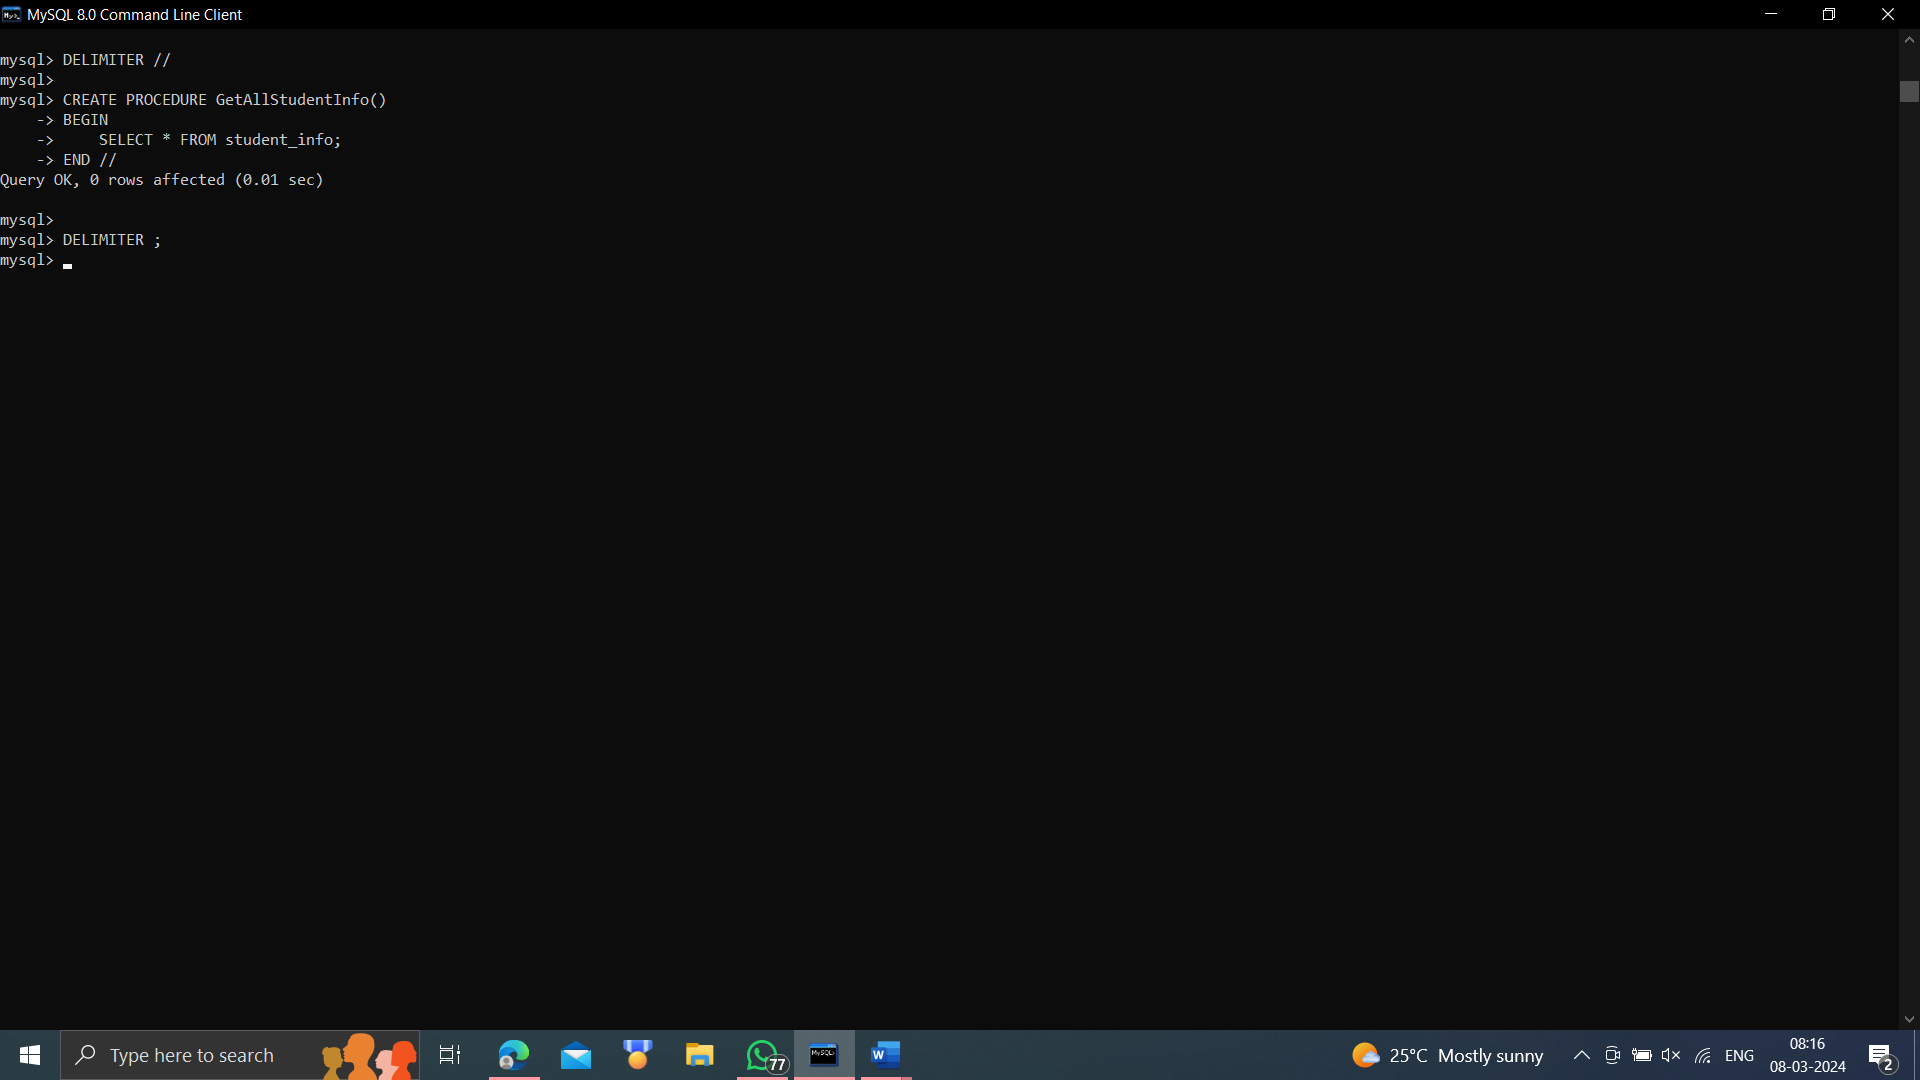 MySQL 8.0 Command Line Client
mysql> DELIMITER //
mysql>
mysql> CREATE PROCEDURE GetAllStudentInfo()
    -> BEGIN
    ->     SELECT * FROM student_info;
    -> END //
Query OK, 0 rows affected (0.01 sec)
mysql>
mysql> DELIMITER ;
mysql>
Type here to search
77
MySQL
W
25°C Mostly sunny
ENG
08:16
08-03-2024
2